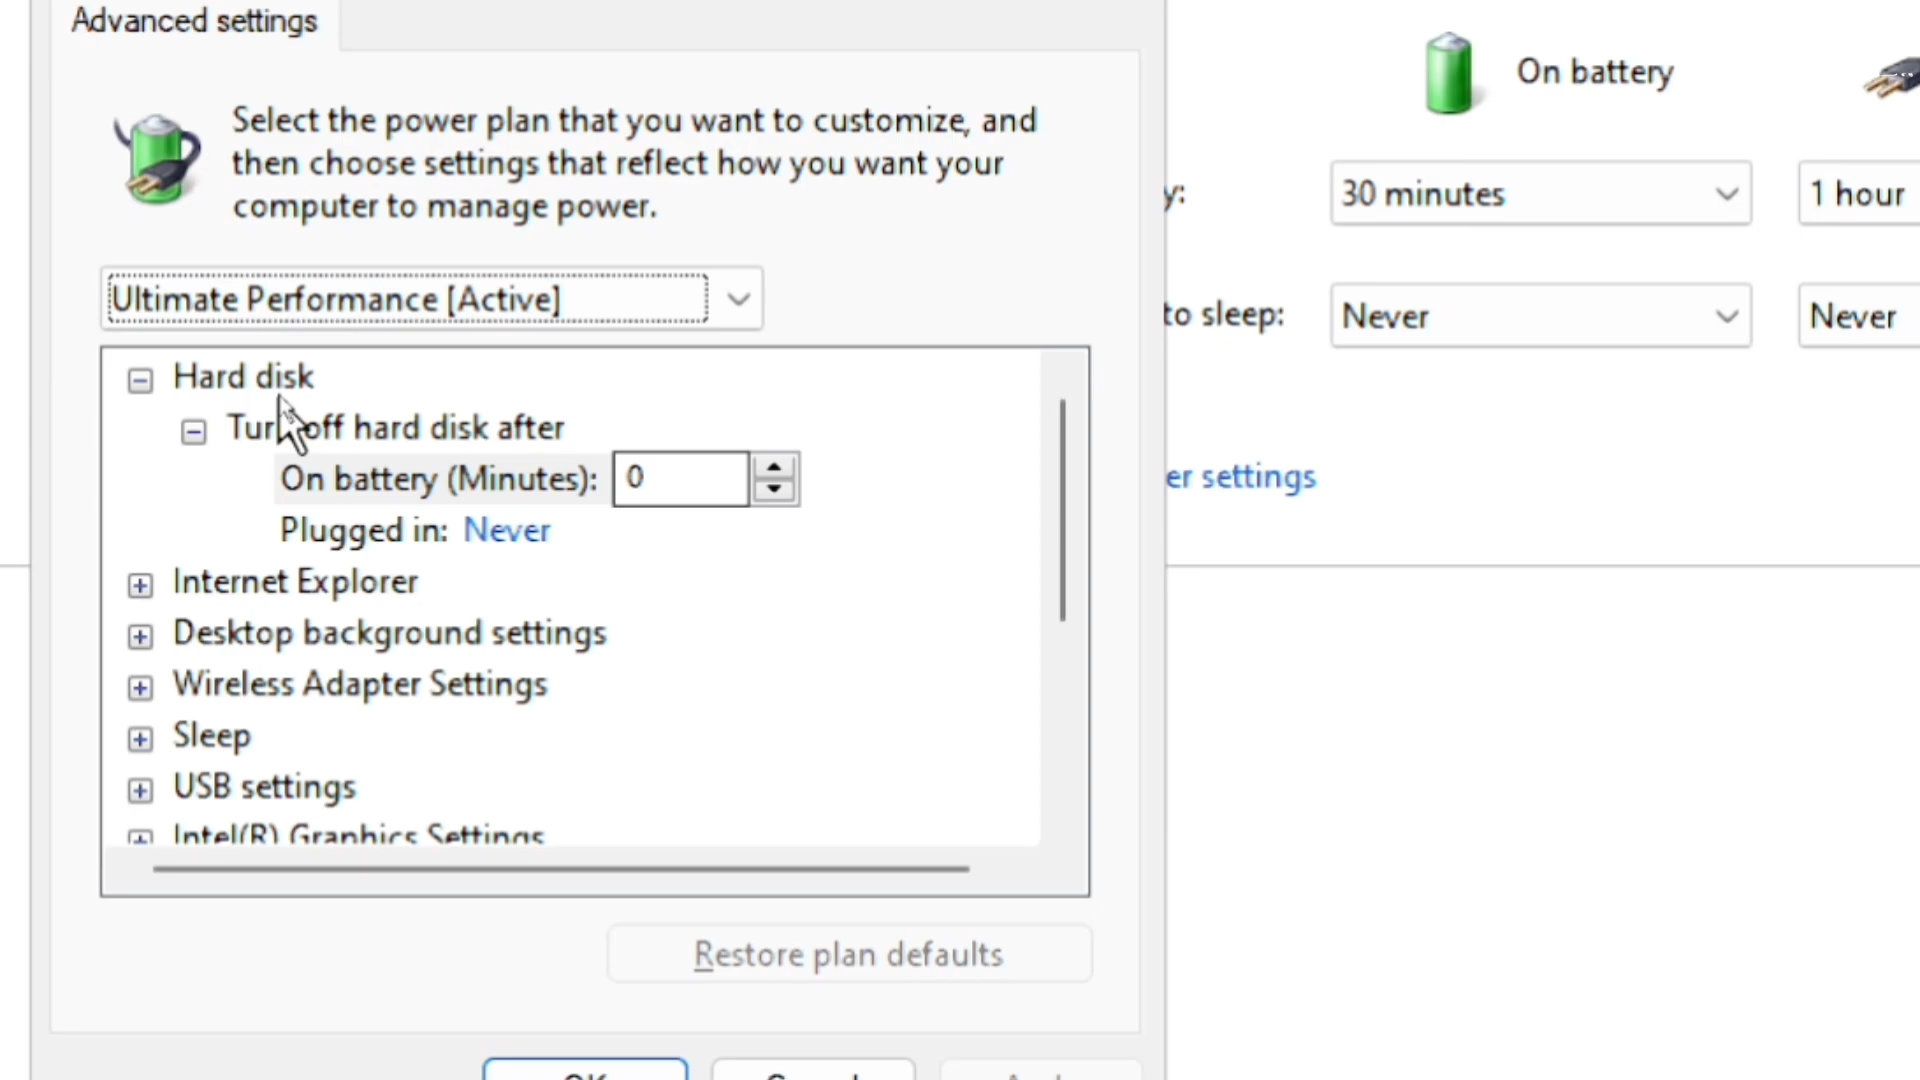 Advanced settings
Select the power plan that you want to customize, and
then choose settings that reflect how you want your
computer to manage power.
Ultimate Performance [Active]
Hard disk
off hard disk after
On battery (Minutes): 0
Plugged in: Never
Internet Explorer
Desktop background settings
Wireless Adapter Settings
Sleep
USB settings
Intel(R) Graphics Settings
Restore plan defaults
On battery
y: 30 minutes 1 hour
to sleep: Never Never
er settings